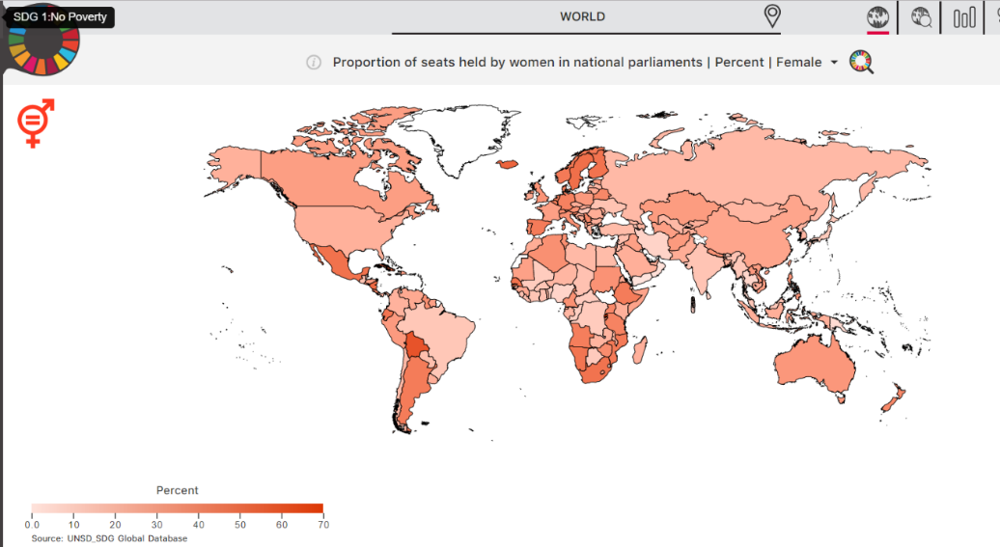 SDG 1:No Poverty
WORLD
Proportion of seats held by women in national parliaments | Percent | Female
Percent
0.0 10 20 30 40 50 60 70
Source: UNSD_SDG Global Database